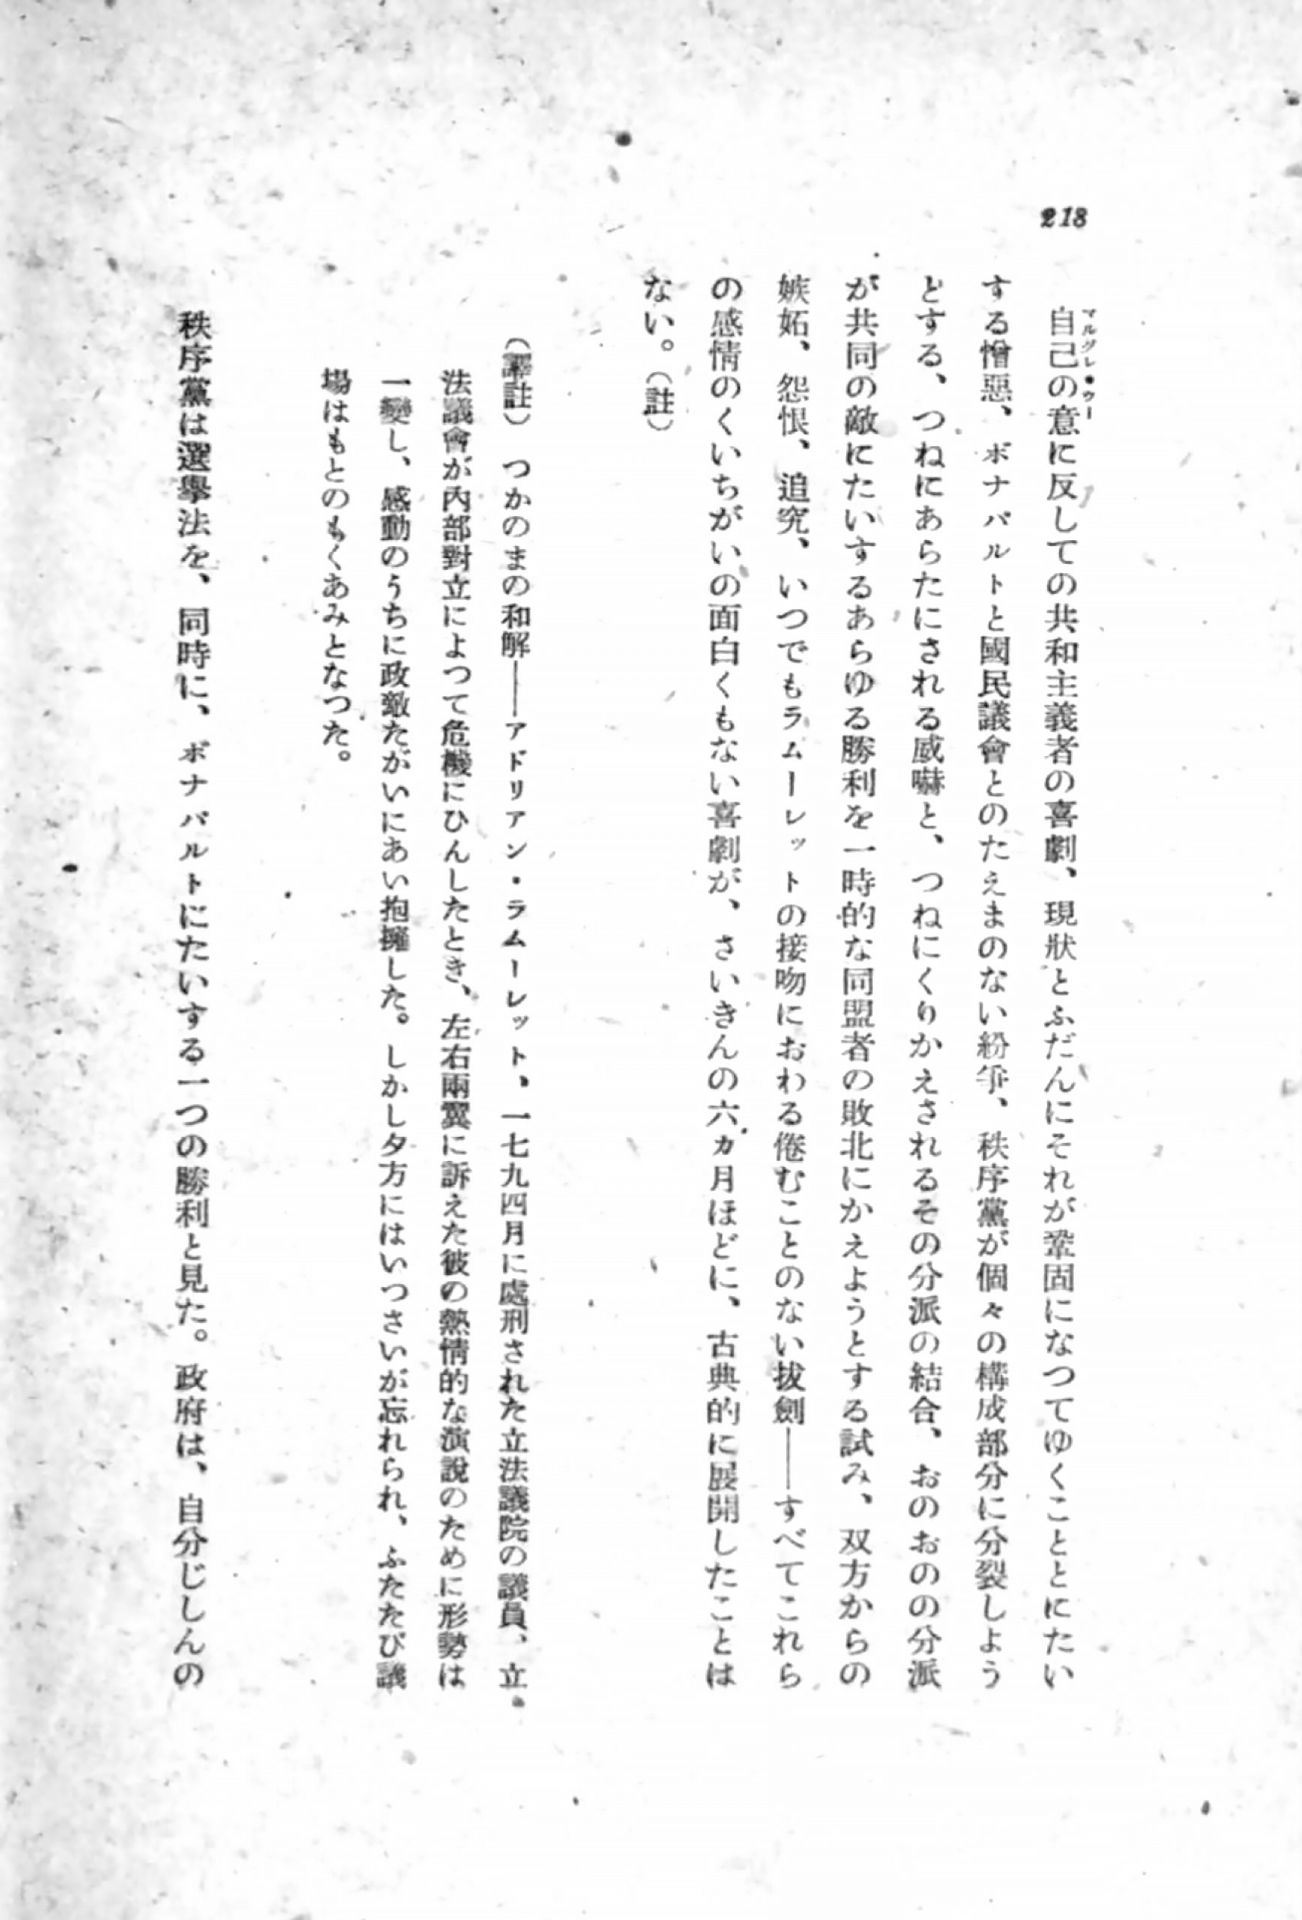 218
自己の意に反しての共和主義者の喜劇、現狀とふだんにそれが鞏固になつてゆくこととにたい
マルグレ・ウー
する憎惡、ボナパルトと國民議會とのたえまのない紛爭、秩序黨が個々の構成部分に分裂しよう
とする、つねにあらたにされる威嚇と、つねにくりかえされるその分派の結合、おのおのの分派
が共同の敵にたいするあらゆる勝利を一時的な同盟者の敗北にかえようとする試み、双方からの
嫉妬、怨恨、追究、いつでもラムーレットの接吻におわる倦むことのない拔劍――すべてこれら
の感情のくいちがいの面白くもない喜劇が、さいきんの六ヵ月ほどに、古典的に展開したことは
ない。（註）
（譯註）　つかのまの和解――アドリアン・ラムーレット、一七九四月に處刑された立法議院の議員、立
法議會が內部對立によつて危機にひんしたとき、左右兩翼に訴えた彼の熱情的な演說のために形勢は
一變し、感動のうちに政敵たがいにあい抱擁した。しかし夕方にはいつさいが忘れられ、ふたたび議
場はもとのもくあみとなつた。
秩序黨は選擧法を、同時に、ボナパルトにたいする一つの勝利と見た。政府は、自分じしんの